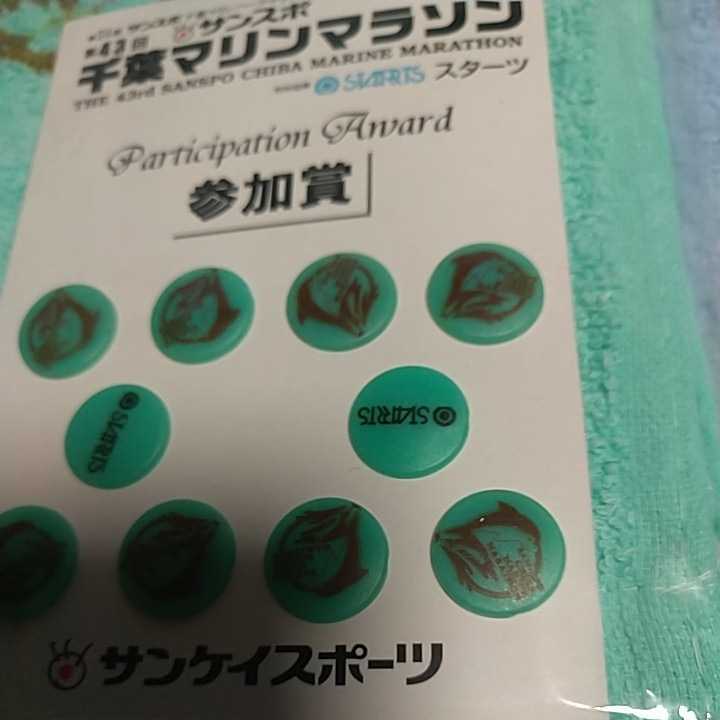 サンスポ
第43回
千葉マリンマラソン
THE 43rd SANSPO CHIBA MARINE MARATHON
STARTS スターツ
Participation Award
参加賞
STARTS
STARTS
サンケイスポーツ